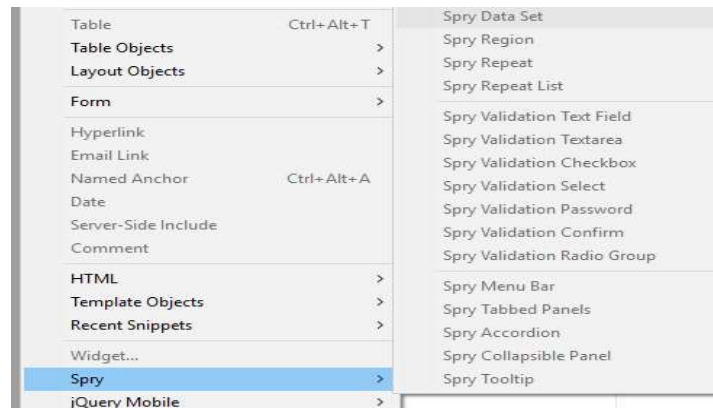 Table Ctrl+Alt+T
Table Objects >
Layout Objects >
Form >
Hyperlink
Email Link
Named Anchor Ctrl+Alt+A
Date
Server-Side Include
Comment
HTML >
Template Objects >
Recent Snippets >
Widget...
Spry >
jQuery Mobile >
Spry Data Set
Spry Region
Spry Repeat
Spry Repeat List
Spry Validation Text Field
Spry Validation Textarea
Spry Validation Checkbox
Spry Validation Select
Spry Validation Password
Spry Validation Confirm
Spry Validation Radio Group
Spry Menu Bar
Spry Tabbed Panels
Spry Accordion
Spry Collapsible Panel
Spry Tooltip